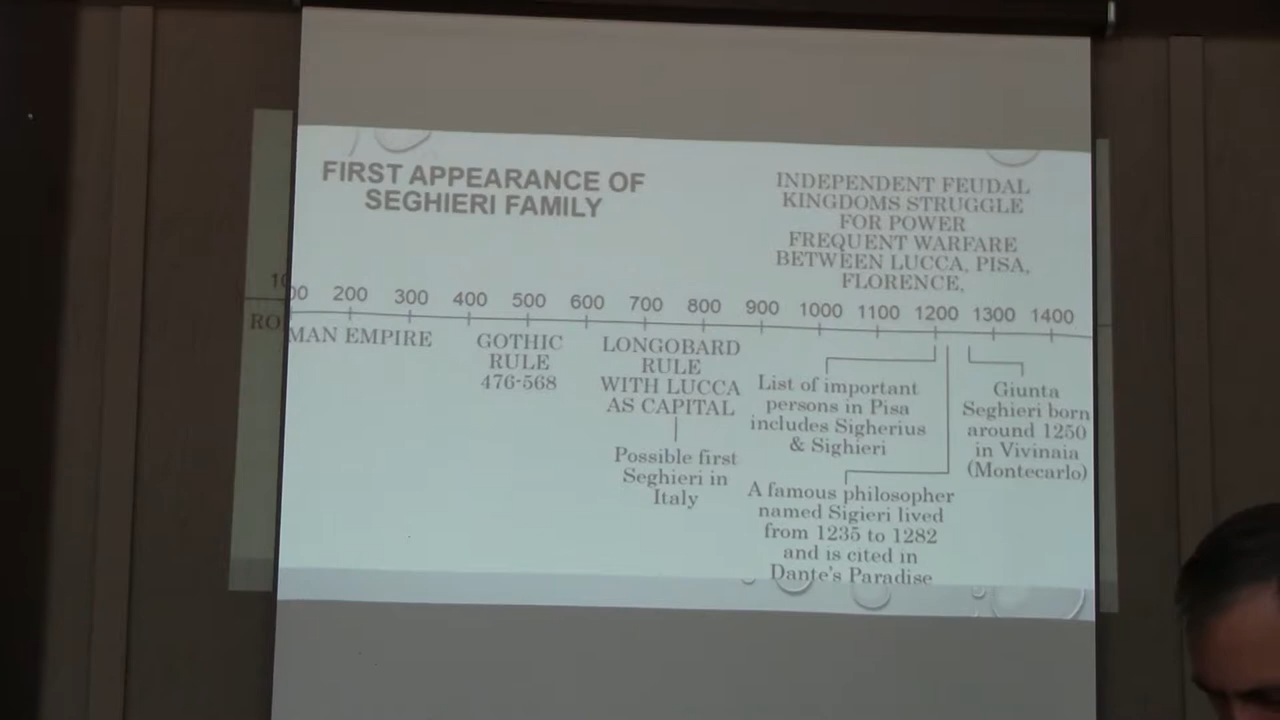 FIRST APPEARANCE OF
SEGHIERI FAMILY
INDEPENDENT FEUDAL
KINGDOMS STRUGGLE
FOR POWER
FREQUENT WARFARE
BETWEEN LUCCA, PISA,
FLORENCE,
100 200 300 400 500 600 700 800 900 1000 1100 1200 1300 1400
ROMAN EMPIRE
GOTHIC
RULE
476-568
LONGOBARD
RULE
WITH LUCCA
AS CAPITAL
Possible first
Seghieri in
Italy
List of important
persons in Pisa
includes Sigherius
& Sighieri
A famous philosopher
named Sigieri lived
from 1235 to 1282
and is cited in
Dante's Paradise
Giunta
Seghieri born
around 1250
in Vivinaia
(Montecarlo)